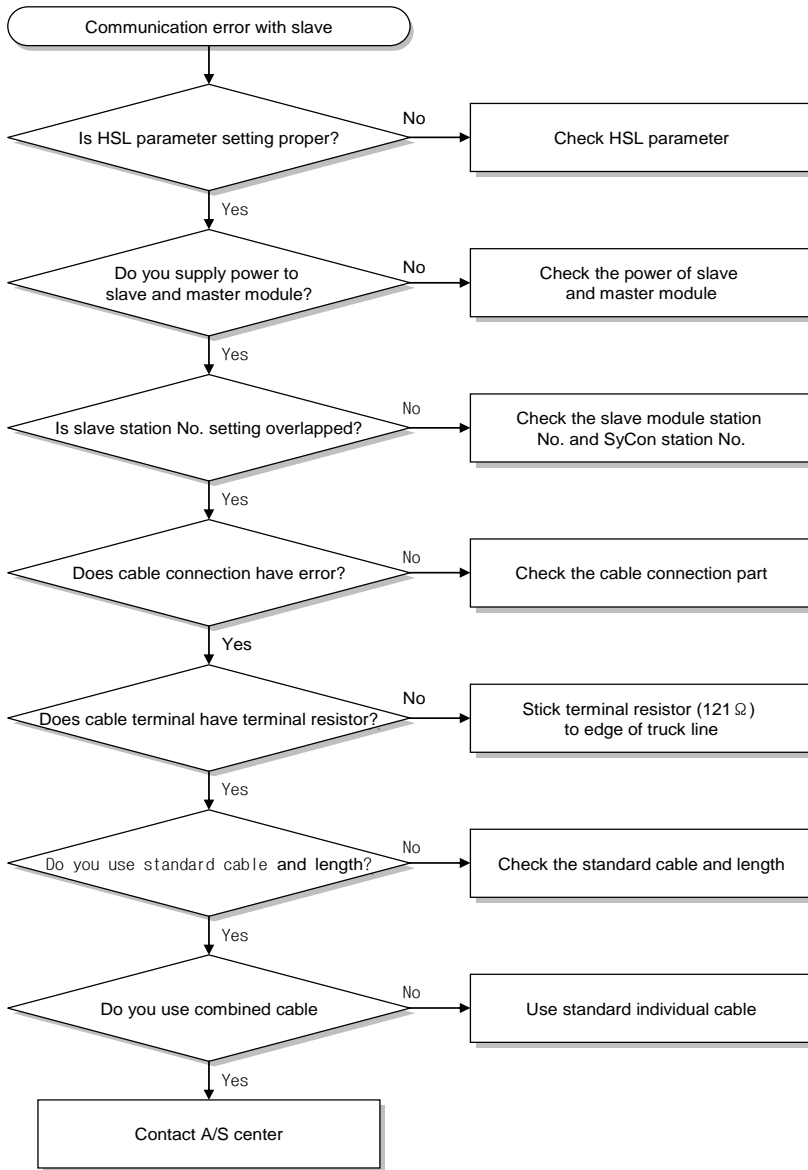 Communication error with slave
Is HSL parameter setting proper?
No
Check HSL parameter
Yes
Do you supply power to
slave and master module?
No
Check the power of slave
and master module
Yes
Is slave station No. setting overlapped?
No
Check the slave module station
No. and SyCon station No.
Yes
Does cable connection have error?
No
Check the cable connection part
Yes
Does cable terminal have terminal resistor?
No
Stick terminal resistor (121Ω)
to edge of truck line
Yes
Do you use standard cable and length?
No
Check the standard cable and length
Yes
Do you use combined cable
No
Use standard individual cable
Yes
Contact A/S center